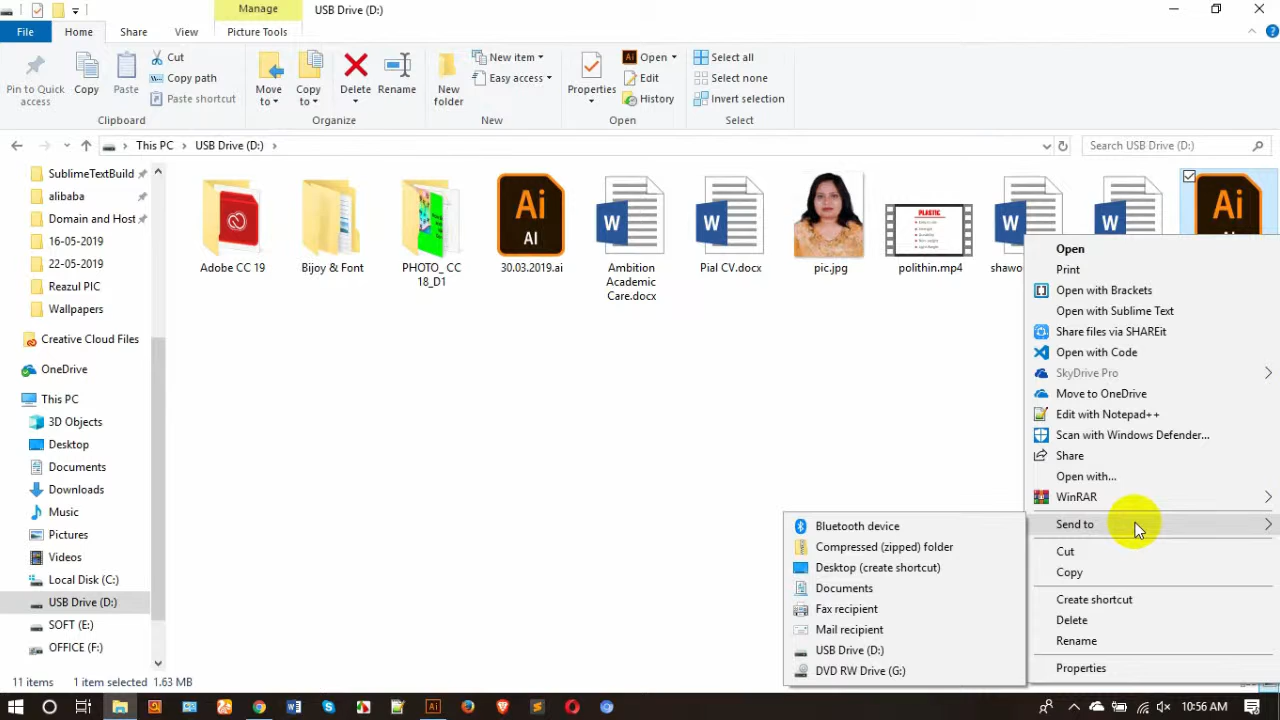 Manage
USB Drive (D:)
File
Home
Share
View
Picture Tools
Pin to Quick
access
Copy
Paste
Cut
Copy path
Paste shortcut
Clipboard
Move
to
Copy
to
Delete
Rename
Organize
New
folder
New item
Easy access
New
Properties
Open
Edit
History
Open
Select all
Select none
Invert selection
Select
This PC
USB Drive (D:)
Search USB Drive (D:)
SublimeTextBuild
alibaba
Domain and Host
16-05-2019
22-05-2019
Reazul PIC
Wallpapers
Creative Cloud Files
OneDrive
This PC
3D Objects
Desktop
Documents
Downloads
Music
Pictures
Videos
Local Disk (C:)
USB Drive (D:)
SOFT (E:)
OFFICE (F:)
Adobe CC 19
Bijoy & Font
PHOTO_ CC
18_D1
Ai
AI
30.03.2019.ai
Ambition
Academic
Care.docx
Pial CV.docx
pic.jpg
PLASTIC
polithin.mp4
shawo
Ai
Open
Print
Open with Brackets
Open with Sublime Text
Share files via SHAREit
Open with Code
SkyDrive Pro
Move to OneDrive
Edit with Notepad++
Scan with Windows Defender...
Share
Open with...
WinRAR
Send to
Cut
Copy
Create shortcut
Delete
Rename
Properties
Bluetooth device
Compressed (zipped) folder
Desktop (create shortcut)
Documents
Fax recipient
Mail recipient
USB Drive (D:)
DVD RW Drive (G:)
11 items
1 item selected 1.63 MB
10:56 AM